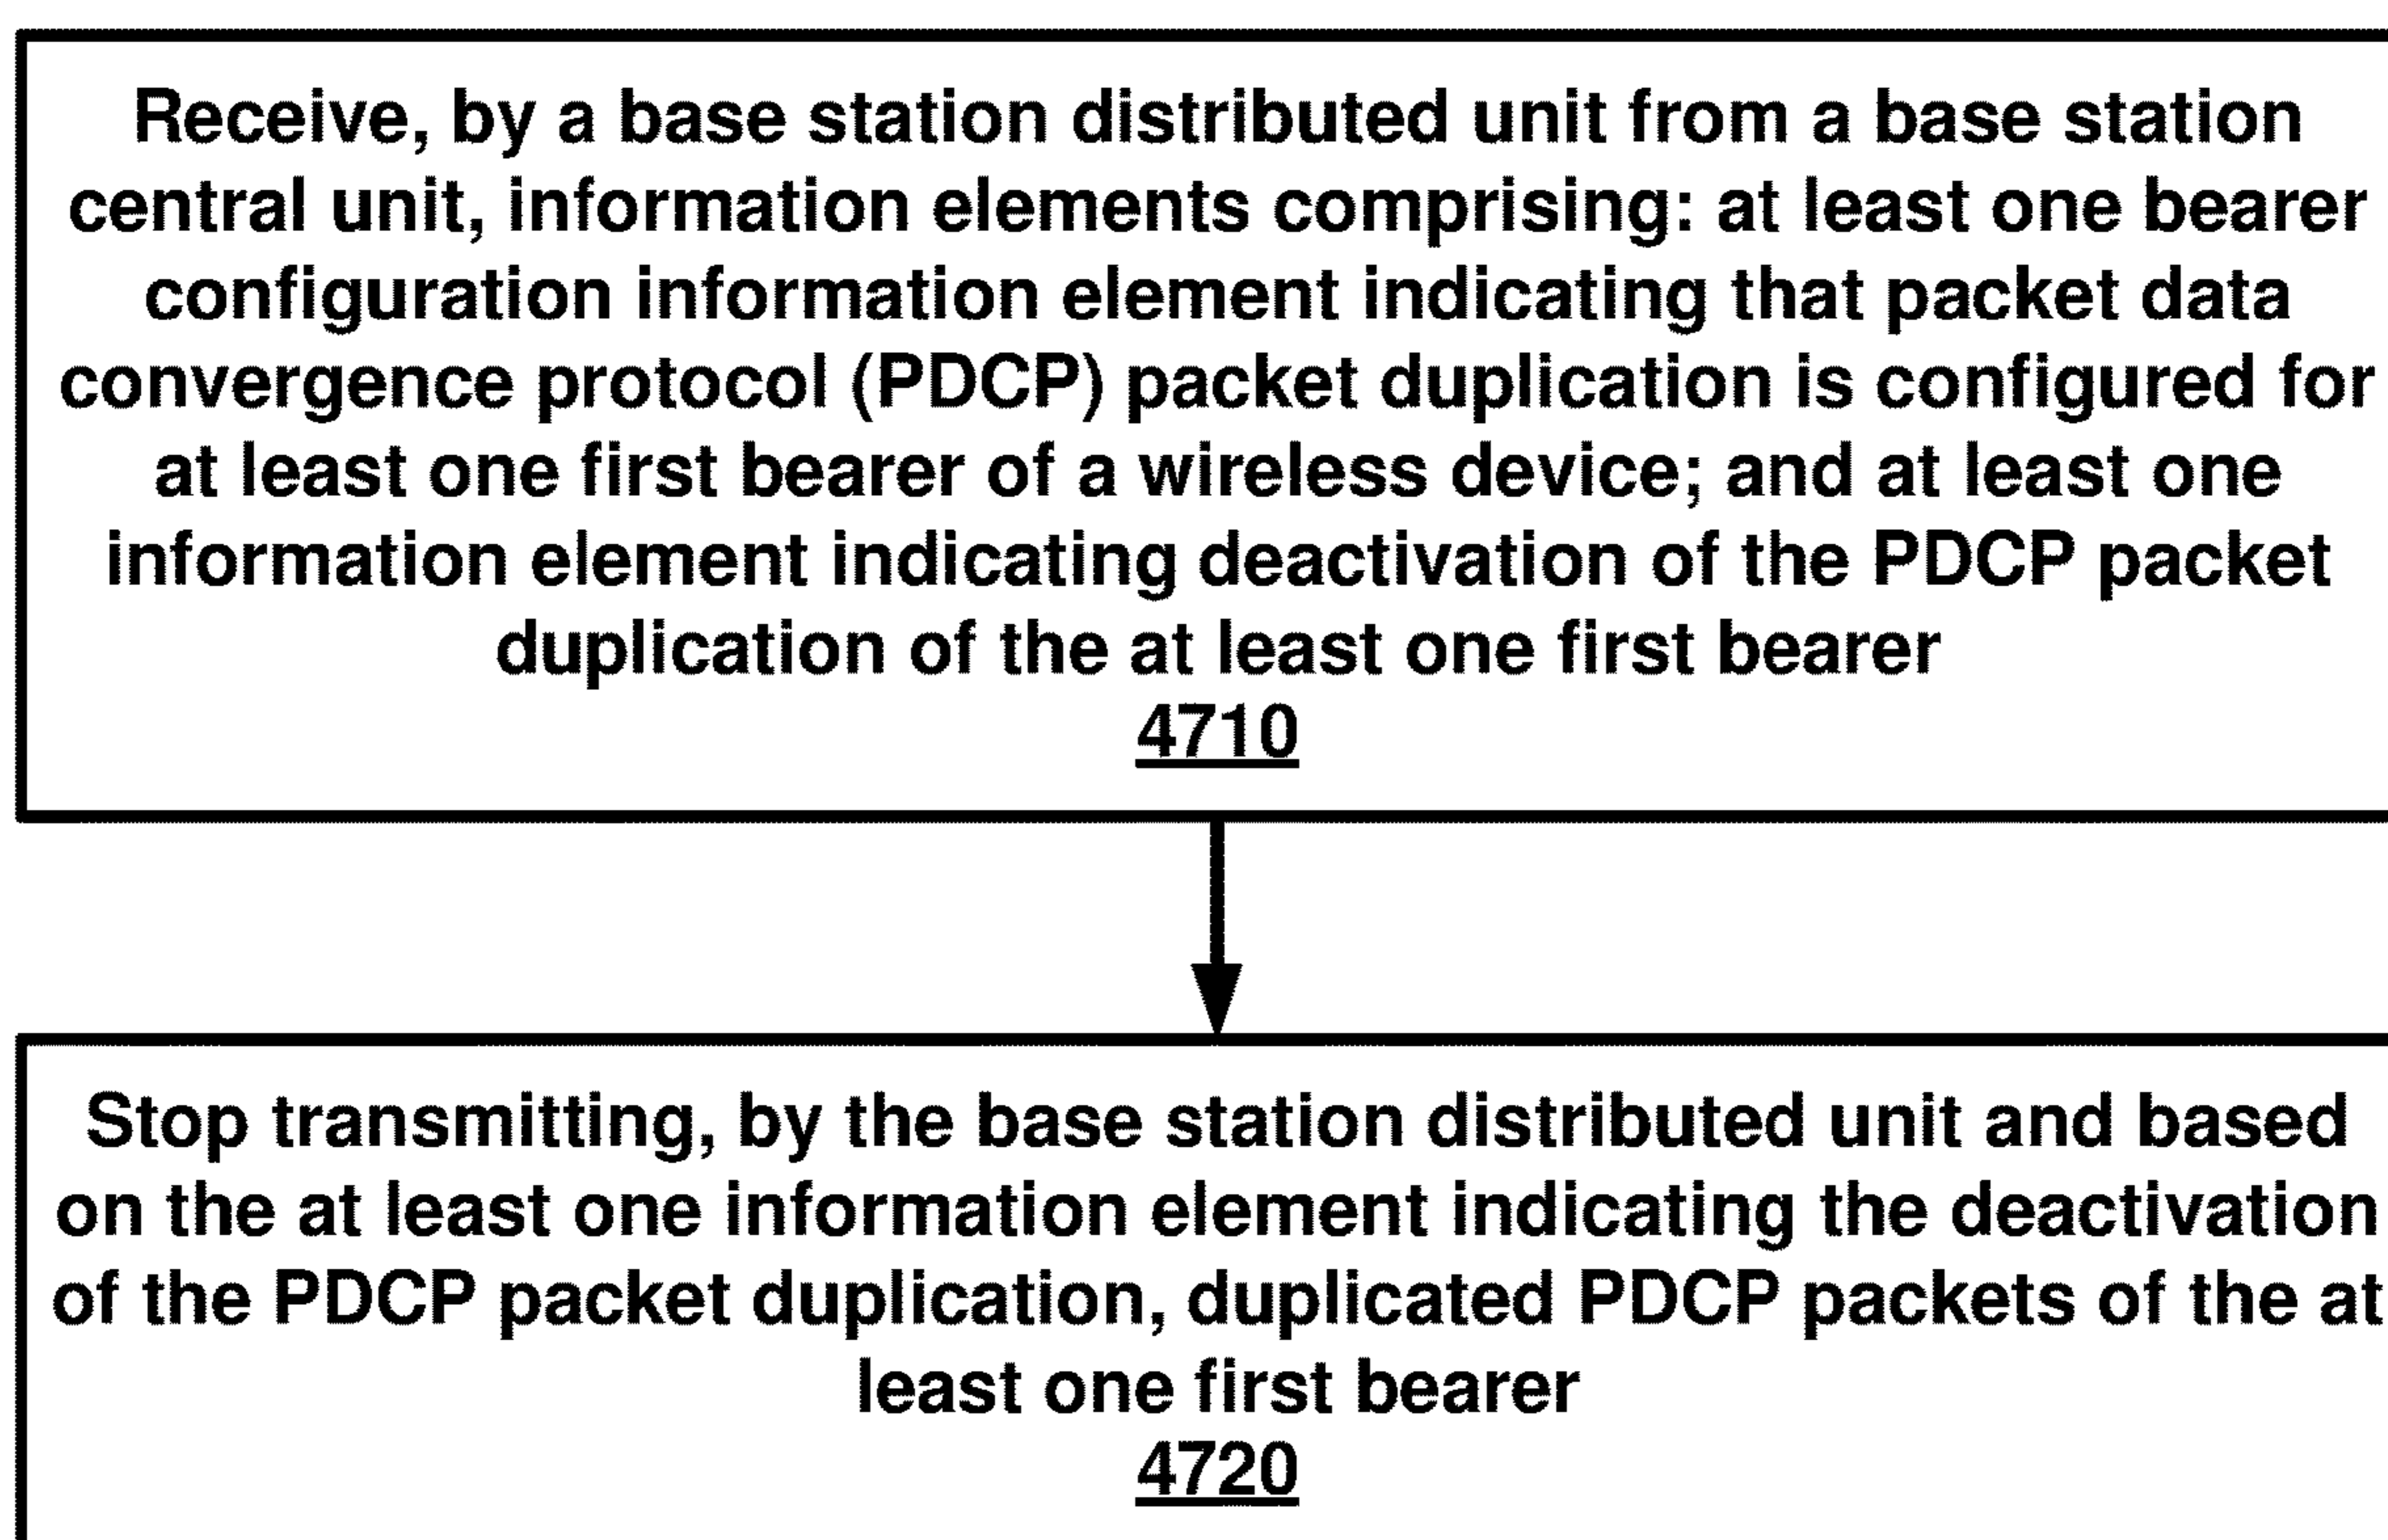 Receive, by a base station distributed unit from a base station
central unit, information elements comprising: at least one bearer
configuration information element indicating that packet data
convergence protocol (PDCP) packet duplication is configured for
at least one first bearer of a wireless device; and at least one
information element indicating deactivation of the PDCP packet
duplication of the at least one first bearer
4710
Stop transmitting, by the base station distributed unit and based
on the at least one information element indicating the deactivation
of the PDCP packet duplication, duplicated PDCP packets of the at
least one first bearer
4720